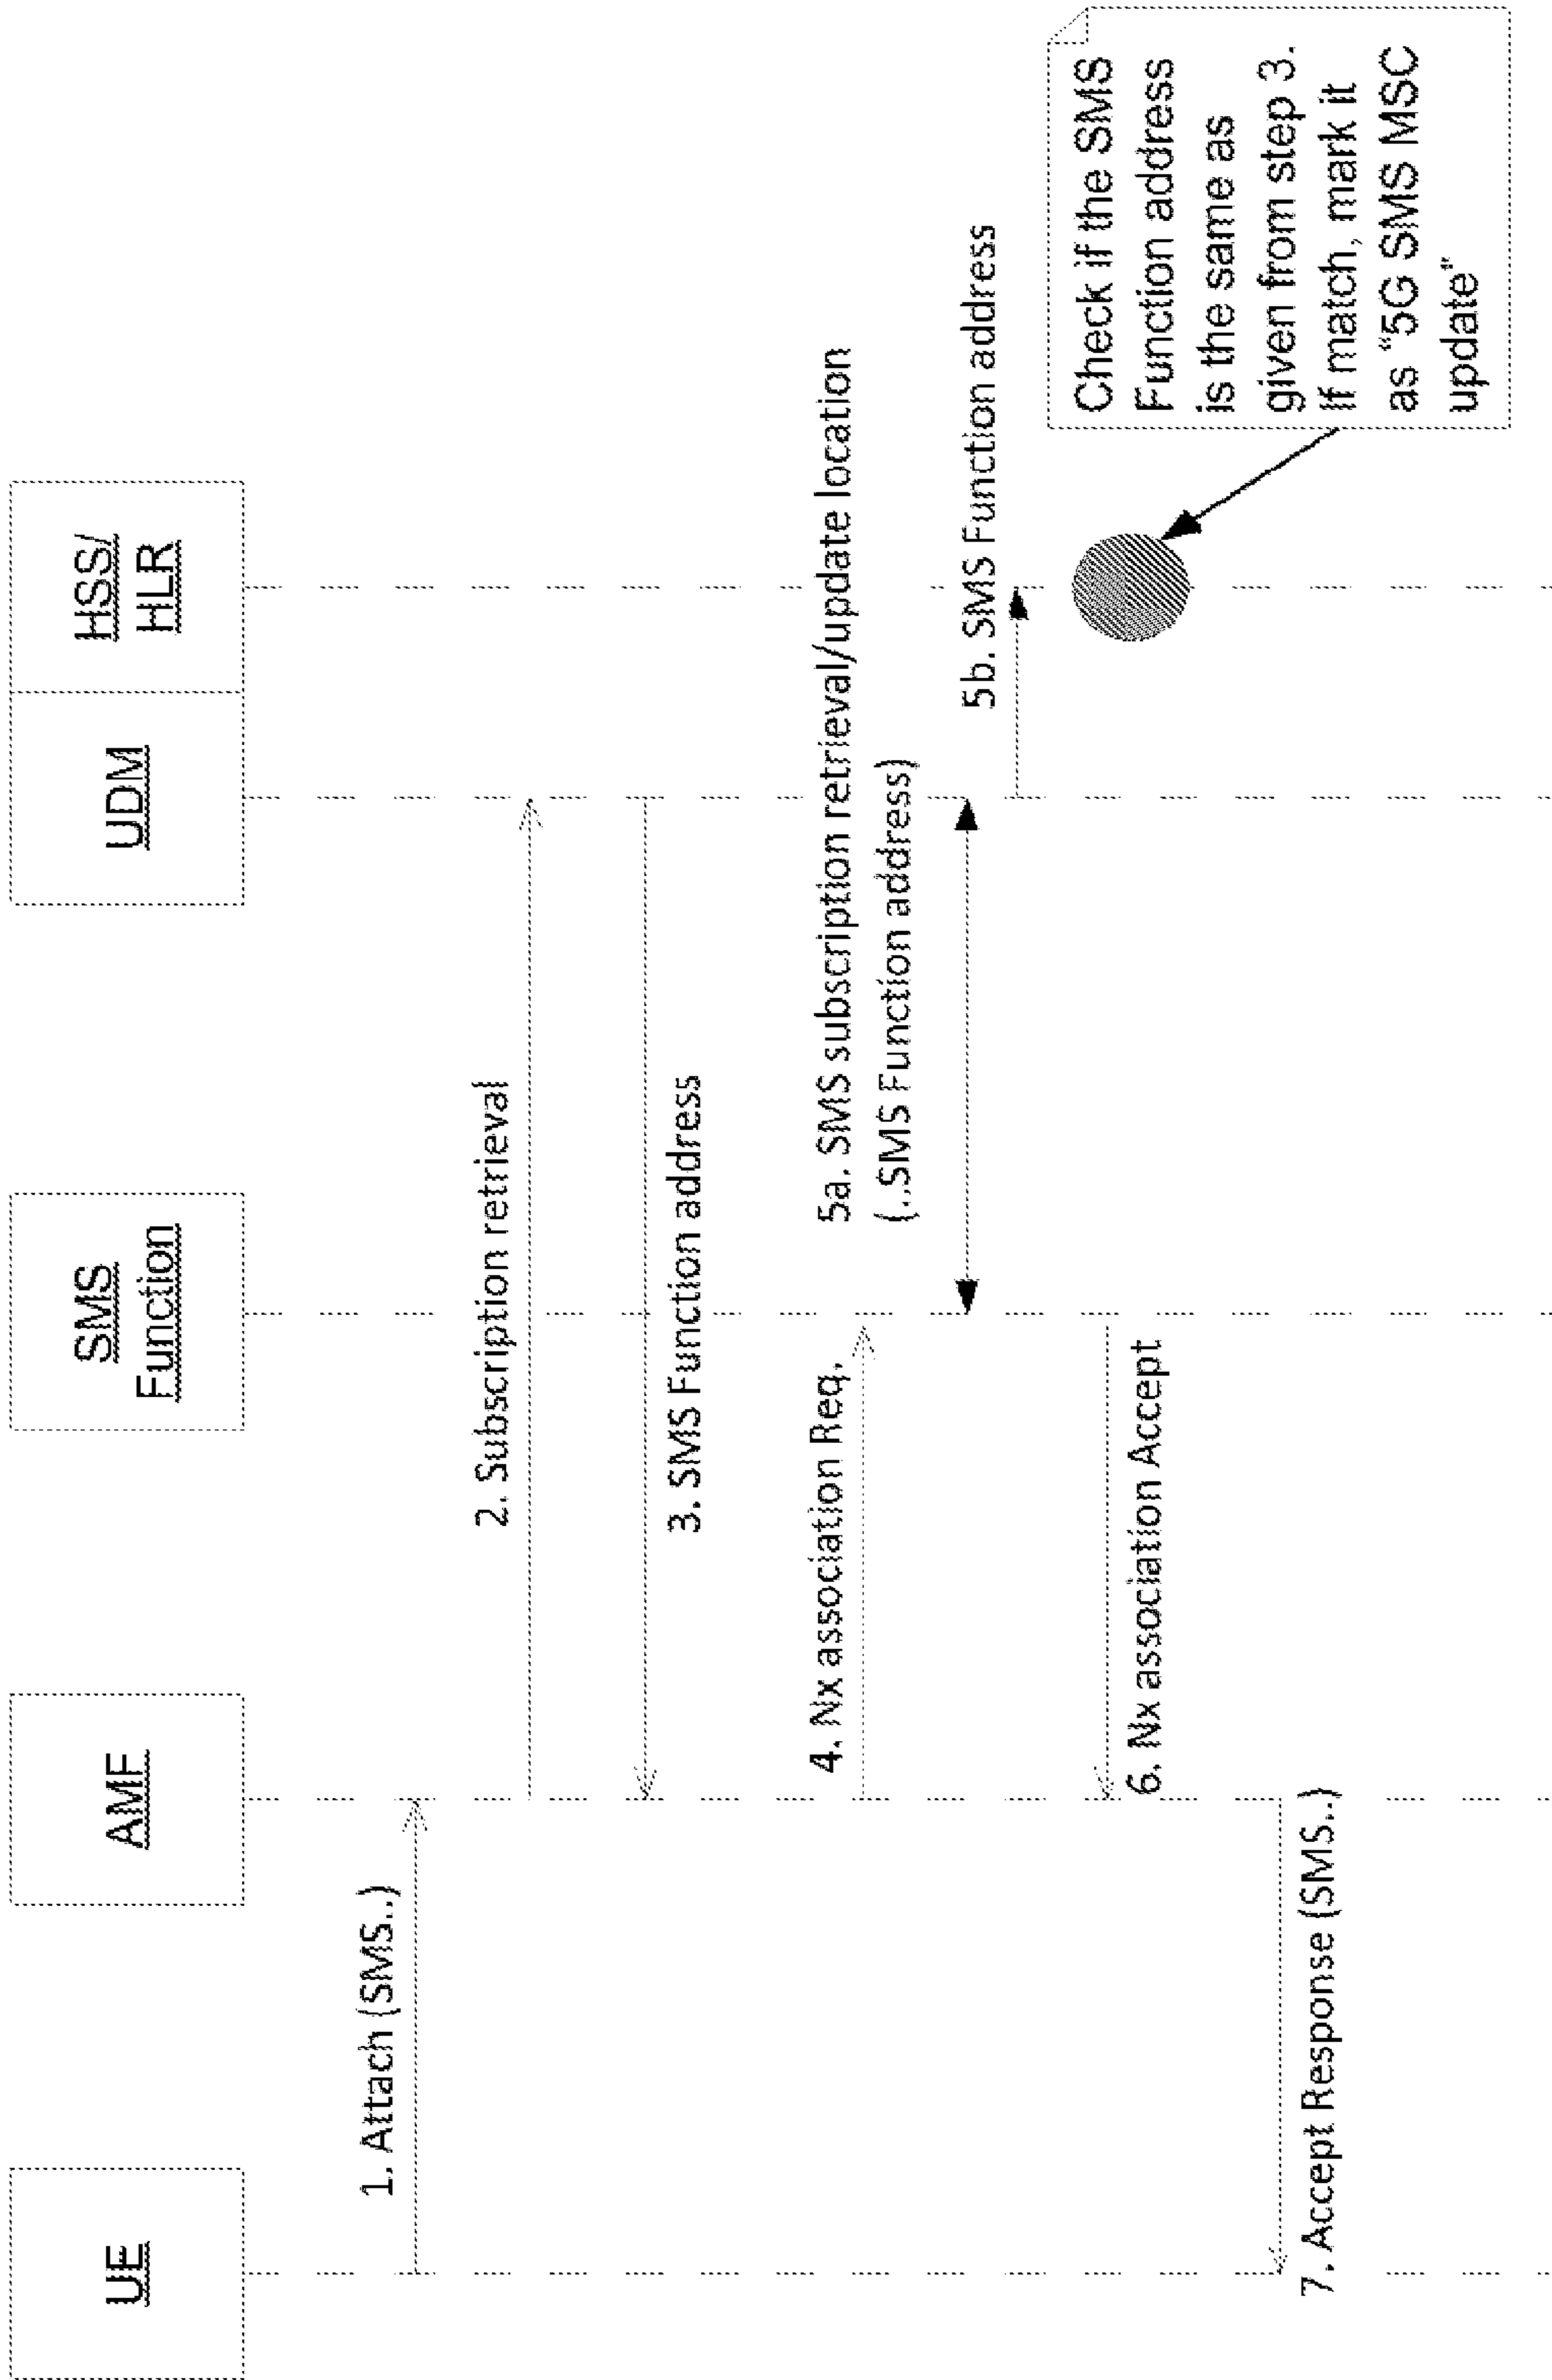 UE
AMF
SMS
Function
UDM
HSS/
HLR
1. Attach (SMS..)
2. Subscription retrieval
3. SMS Function address
4. Nx association Req.
5a. SMS subscription retrieval/update location
(..SMS Function address)
5b. SMS Function address
Check if the SMS
Function address
is the same as
given from step 3.
If match, mark it
as "5G SMS MSC
update"
6. Nx association Accept
7. Accept Response (SMS..)